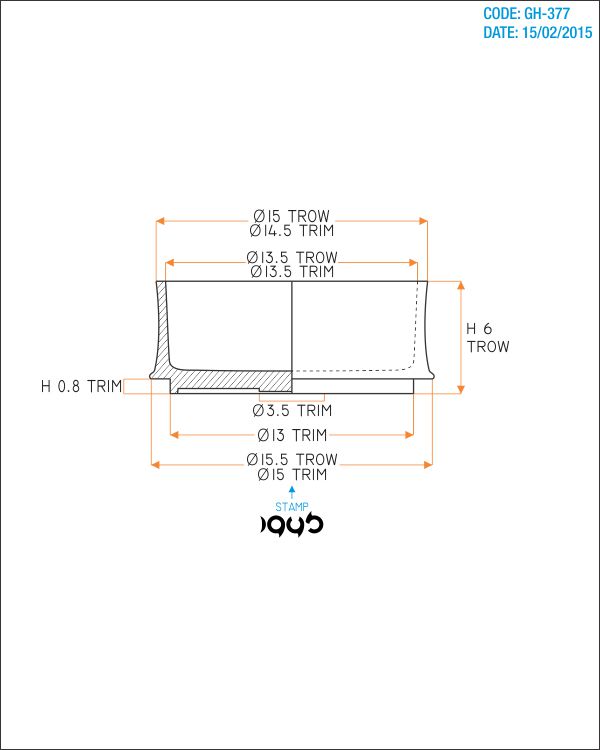 CODE: GH-377
DATE: 15/02/2015
Ø15 TROW
Ø14.5 TRIM
Ø13.5 TROW
Ø13.5 TRIM
H 6
TROW
H 0.8 TRIM
Ø3.5 TRIM
Ø13 TRIM
Ø15.5 TROW
Ø15 TRIM
STAMP